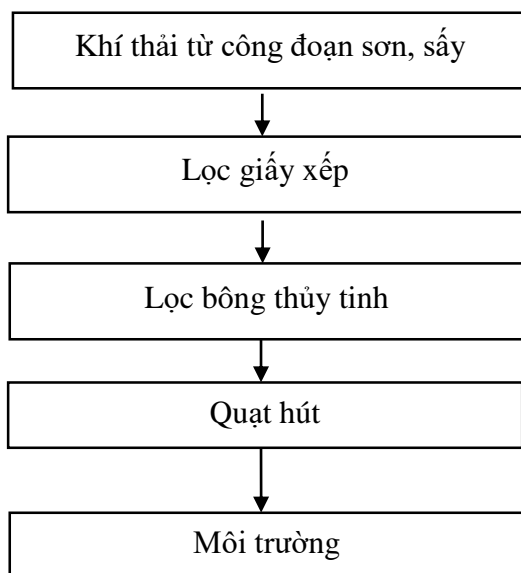 Khí thải từ công đoạn sơn, sấy
Lọc giấy xếp
Lọc bông thủy tinh
Quạt hút
Môi trường